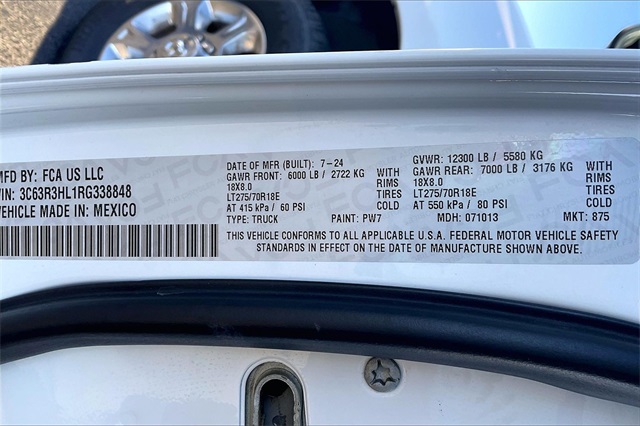 MFD BY: FCA US LLC
VIN: 3C63R3HL1RG338848
VEHICLE MADE IN: MEXICO
DATE OF MFR (BUILT): 7-24
GAWR FRONT: 6000 LB / 2722 KG WITH
18X8.0 RIMS
LT275/70R18E
AT 415 kPa / 60 PSI COLD
TYPE: TRUCK PAINT: PW7
GVWR: 12300 LB / 5580 KG
GAWR REAR: 7000 LB / 3176 KG WITH
18X8.0 RIMS
LT275/70R18E
AT 550 kPa / 80 PSI COLD
MDH: 071013 MKT: 875
THIS VEHICLE CONFORMS TO ALL APPLICABLE U.S.A. FEDERAL MOTOR VEHICLE SAFETY
STANDARDS IN EFFECT ON THE DATE OF MANUFACTURE SHOWN ABOVE.